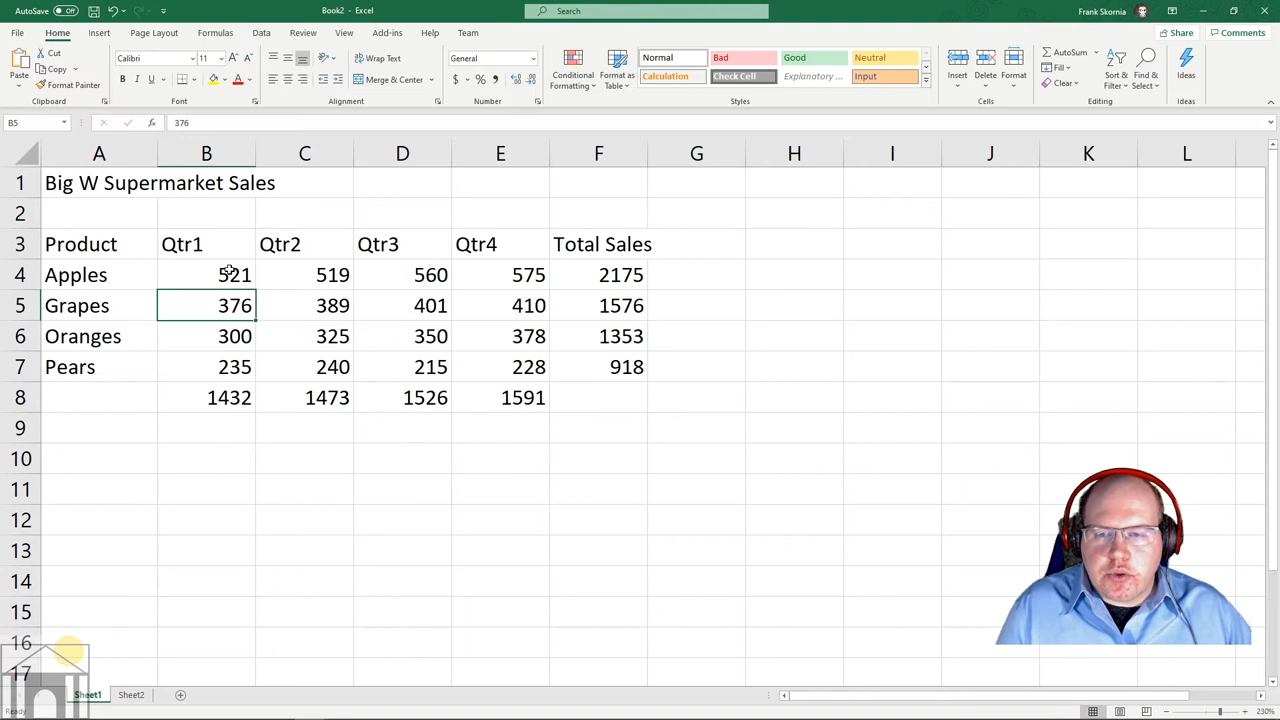 AutoSave Off Book2 - Excel Search Frank Skornia
File Home Insert Page Layout Formulas Data Review View Add-ins Help Team Share Comments
Paste Cut Copy Format Painter Clipboard
Calibri 11 B I U Font
Wrap Text Merge & Center Alignment
General $ % Number
Conditional Formatting Format as Table
Normal Bad Good Neutral
Calculation Check Cell Explanatory ... Input
Styles
Insert Delete Format Cells
AutoSum Fill Clear Sort & Filter Find & Select Editing
Ideas Ideas
B5 fx 376
A B C D E F G H I J K L
1 Big W Supermarket Sales
2
3 Product Qtr1 Qtr2 Qtr3 Qtr4 Total Sales
4 Apples 521 519 560 575 2175
5 Grapes 376 389 401 410 1576
6 Oranges 300 325 350 378 1353
7 Pears 235 240 215 228 918
8 1432 1473 1526 1591
9
10
11
12
13
14
15
16
17
Sheet1 Sheet2
Ready 230%